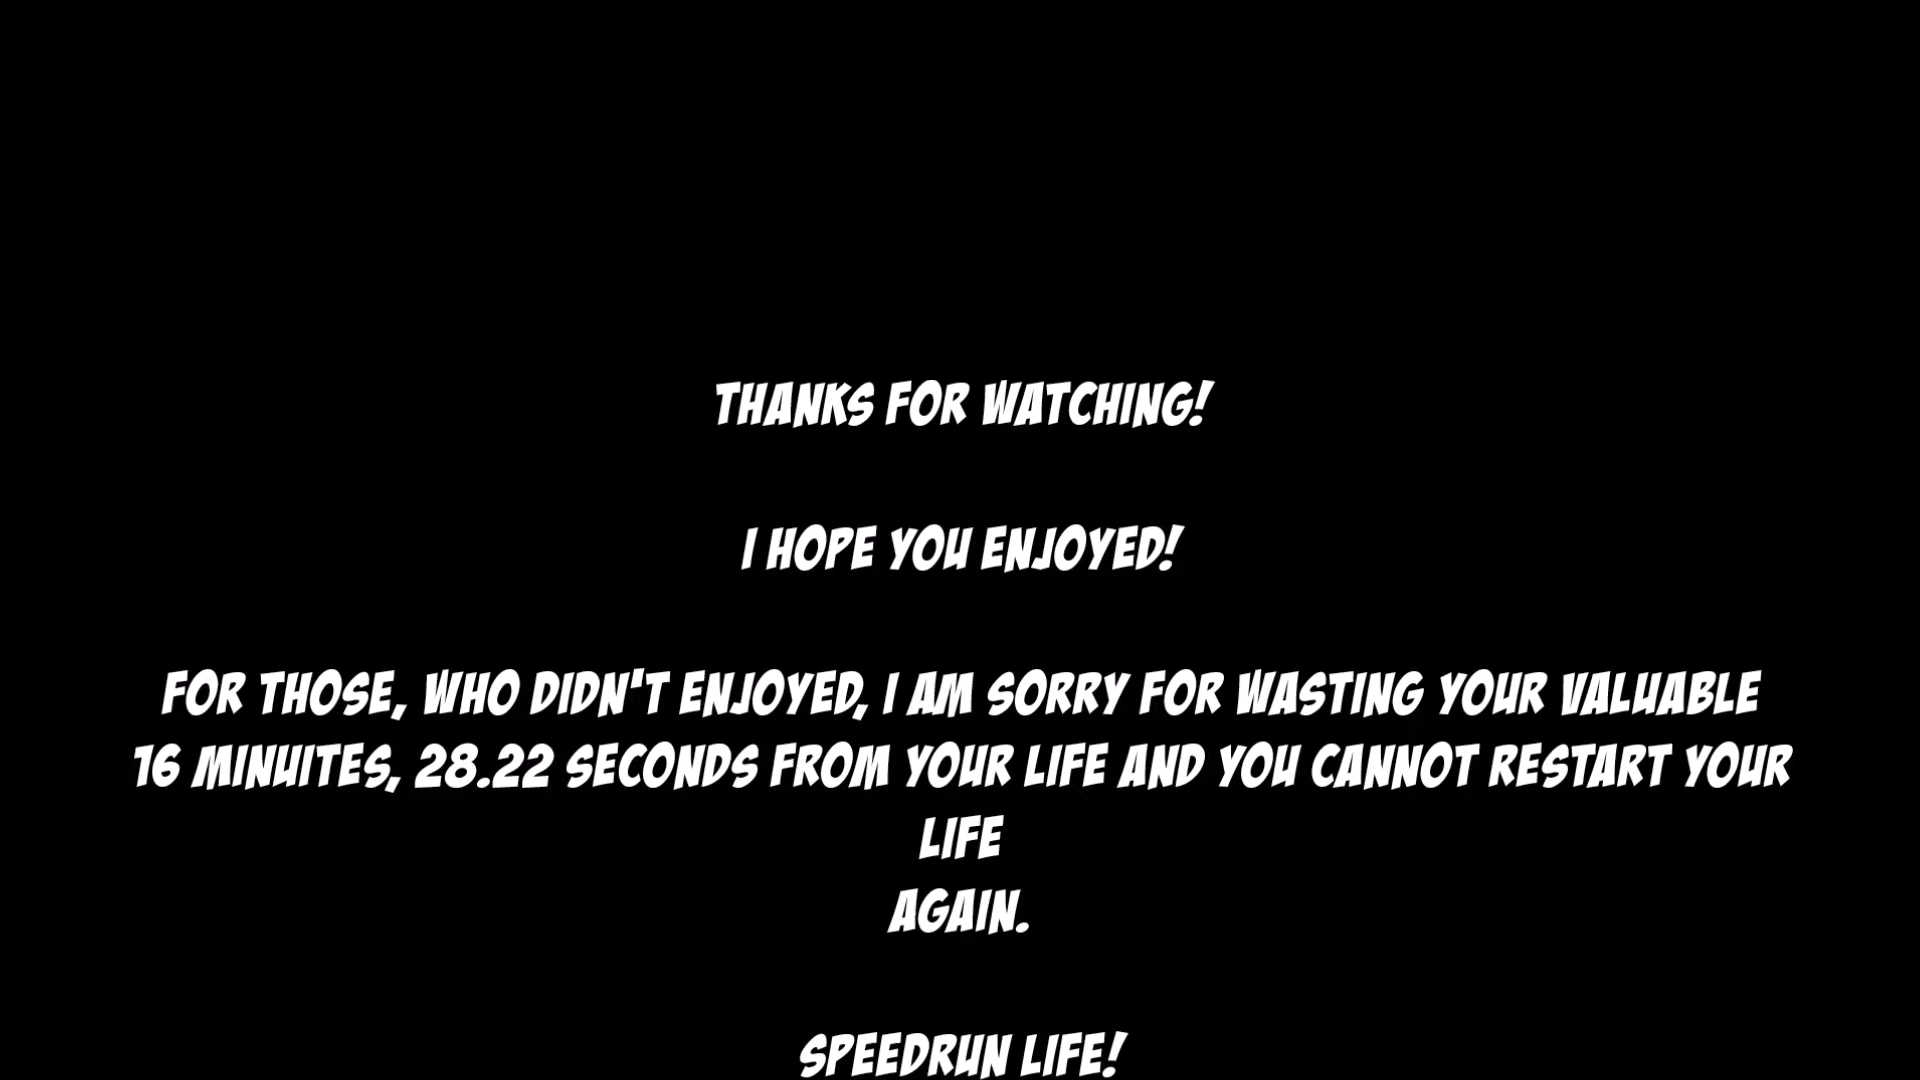 THANKS FOR WATCHING!
I HOPE YOU ENJOYED!
FOR THOSE, WHO DIDN'T ENJOYED, I AM SORRY FOR WASTING YOUR VALUABLE
16 MINUITES, 28.22 SECONDS FROM YOUR LIFE AND YOU CANNOT RESTART YOUR
LIFE
AGAIN.
SPEEDRUN LIFE!